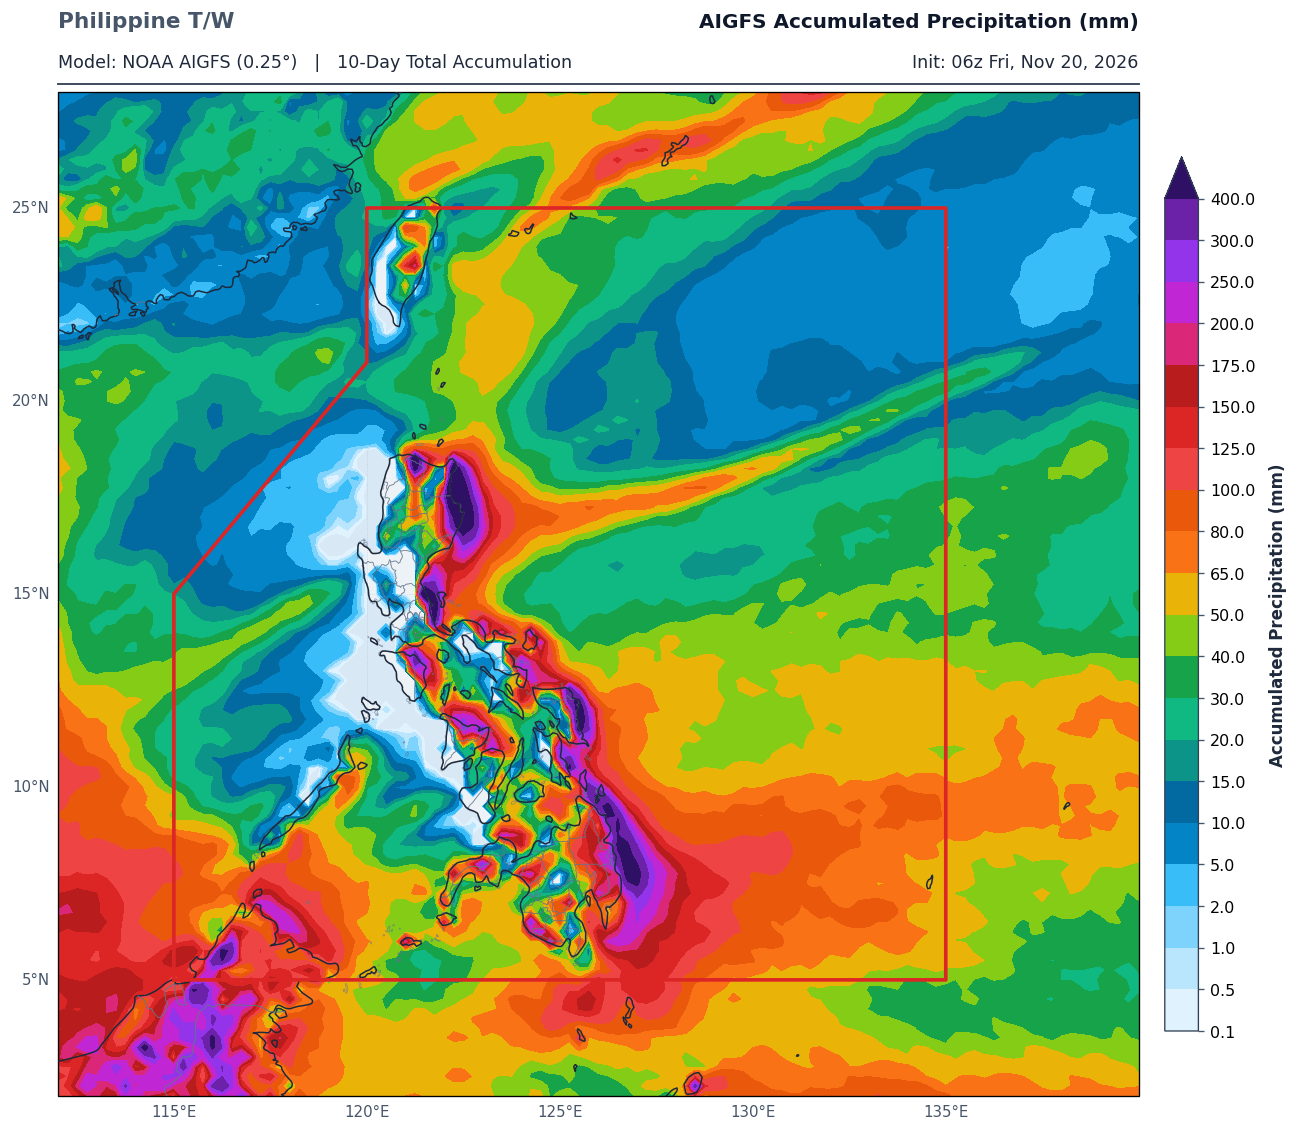 Philippine T/W
AIGFS Accumulated Precipitation (mm)
Model: NOAA AIGFS (0.25°)   |   10-Day Total Accumulation
Init: 06z Fri, Nov 20, 2026
25°N
20°N
15°N
10°N
5°N
115°E
120°E
125°E
130°E
135°E
400.0
300.0
250.0
200.0
175.0
150.0
125.0
100.0
80.0
65.0
50.0
40.0
30.0
20.0
15.0
10.0
5.0
2.0
1.0
0.5
0.1
Accumulated Precipitation (mm)